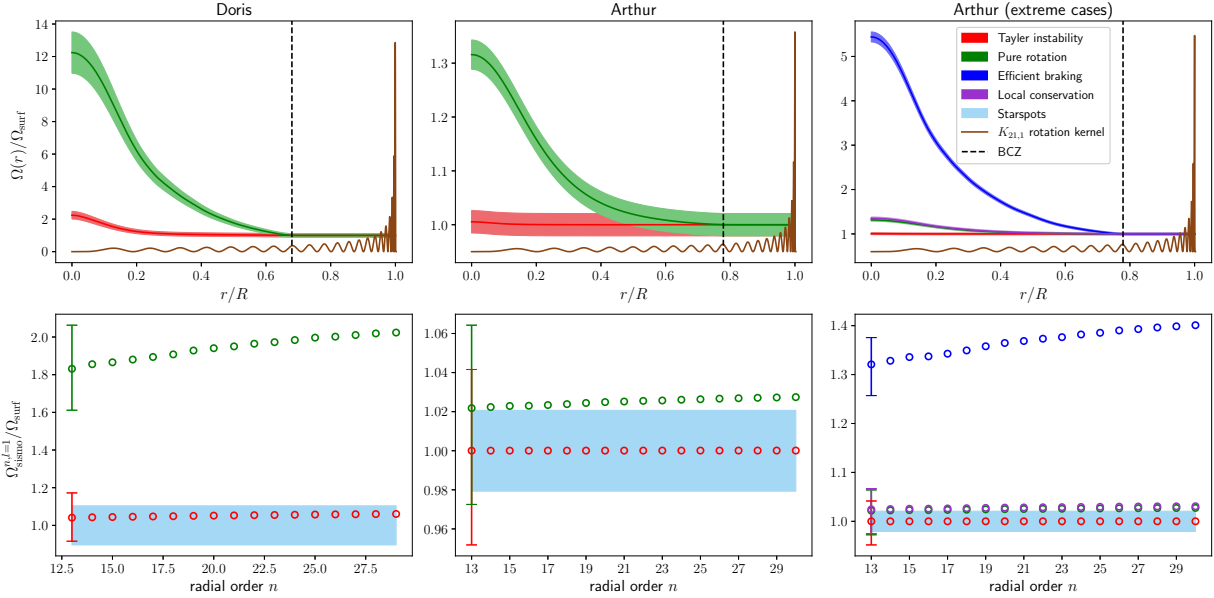 Doris
Arthur
Arthur (extreme cases)
Ω(r)/Ω_surf
14
12
10
8
6
4
2
0
0.0 0.2 0.4 0.6 0.8 1.0
r/R
1.3
1.2
1.1
1.0
0.0 0.2 0.4 0.6 0.8 1.0
r/R
5
4
3
2
1
Tayler instability
Pure rotation
Efficient braking
Local conservation
Starspots
K_{21,1} rotation kernel
BCZ
0.0 0.2 0.4 0.6 0.8 1.0
r/R
Ω_{sismo}^{n,l=1}/Ω_surf
2.0
1.8
1.6
1.4
1.2
1.0
12.5 15.0 17.5 20.0 22.5 25.0 27.5
radial order n
1.06
1.04
1.02
1.00
0.98
0.96
13 15 17 19 21 23 25 27 29
radial order n
1.4
1.3
1.2
1.1
1.0
13 15 17 19 21 23 25 27 29
radial order n